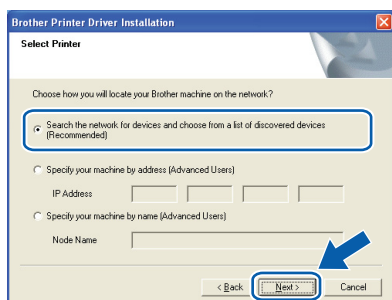 Brother Printer Driver Installation
Select Printer
Choose how you will locate your Brother machine on the network?
Search the network for devices and choose from a list of discovered devices
(Recommended)
Specify your machine by address (Advanced Users)
IP Address
Specify your machine by name (Advanced Users)
Node Name
< Back
Next >
Cancel